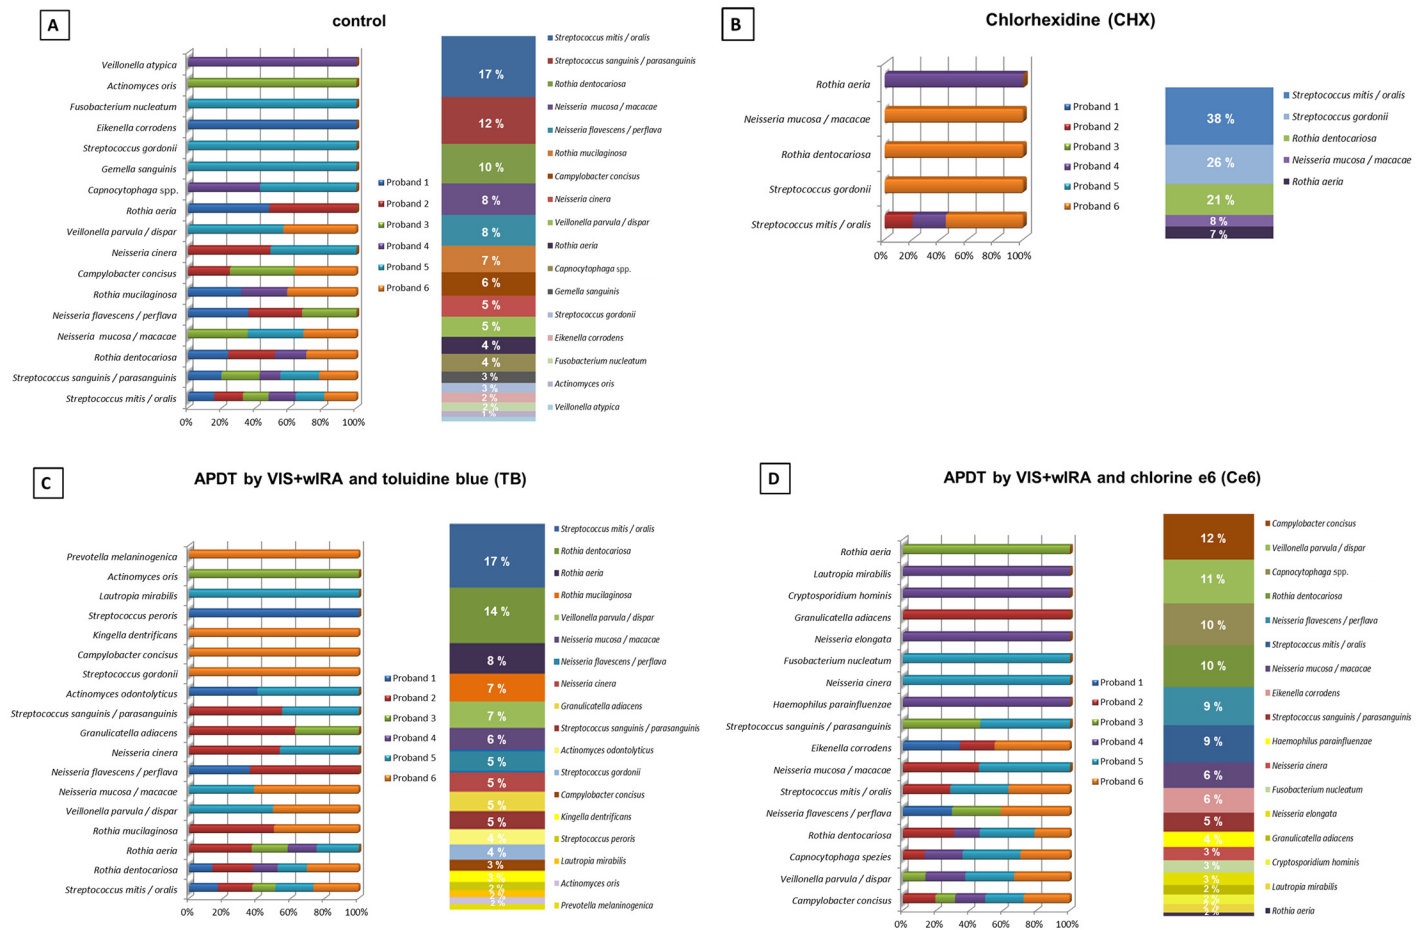 A
control
Veillonella atypica
Actinomyces oris
Fusobacterium nucleatum
Eikenella corrodens
Streptococcus gordonii
Gemella sanguinis
Capnocytophaga spp.
Rothia aeria
Veillonella parvula / dispar
Neisseria cinera
Campylobacter concisus
Rothia mucilaginosa
Neisseria flavescens / perflava
Neisseria mucosa / macacae
Rothia dentocariosa
Streptococcus sanguinis / parasanguinis
Streptococcus mitis / oralis
0% 20% 40% 60% 80% 100%
Proband 1
Proband 2
Proband 3
Proband 4
Proband 5
Proband 6
17 %
12 %
10 %
8 %
8 %
7 %
6 %
5 %
5 %
4 %
4 %
3 %
3 %
2 %
2 %
1 %
Streptococcus mitis / oralis
Streptococcus sanguinis / parasanguinis
Rothia dentocariosa
Neisseria mucosa / macacae
Neisseria flavescens / perflava
Rothia mucilaginosa
Campylobacter concisus
Neisseria cinera
Veillonella parvula / dispar
Rothia aeria
Capnocytophaga spp.
Gemella sanguinis
Streptococcus gordonii
Eikenella corrodens
Fusobacterium nucleatum
Actinomyces oris
Veillonella atypica
B
Chlorhexidine (CHX)
Rothia aeria
Neisseria mucosa / macacae
Rothia dentocariosa
Streptococcus gordonii
Streptococcus mitis / oralis
0% 20% 40% 60% 80% 100%
Proband 1
Proband 2
Proband 3
Proband 4
Proband 5
Proband 6
38 %
26 %
21 %
8 %
7 %
Streptococcus mitis / oralis
Streptococcus gordonii
Rothia dentocariosa
Neisseria mucosa / macacae
Rothia aeria
C
APDT by VIS+wIRA and toluidine blue (TB)
Prevotella melaninogenica
Actinomyces oris
Lautropia mirabilis
Streptococcus peroris
Kingella dentrificans
Campylobacter concisus
Streptococcus gordonii
Actinomyces odontolyticus
Streptococcus sanguinis / parasanguinis
Granulicatella adiacens
Neisseria cinera
Neisseria flavescens / perflava
Neisseria mucosa / macacae
Veillonella parvula / dispar
Rothia mucilaginosa
Rothia aeria
Rothia dentocariosa
Streptococcus mitis / oralis
0% 20% 40% 60% 80% 100%
Proband 1
Proband 2
Proband 3
Proband 4
Proband 5
Proband 6
17 %
14 %
8 %
7 %
7 %
6 %
5 %
5 %
5 %
5 %
4 %
4 %
3 %
3 %
2 %
2 %
2 %
Streptococcus mitis / oralis
Rothia dentocariosa
Rothia aeria
Rothia mucilaginosa
Veillonella parvula / dispar
Neisseria mucosa / macacae
Neisseria flavescens / perflava
Neisseria cinera
Granulicatella adiacens
Streptococcus sanguinis / parasanguinis
Actinomyces odontolyticus
Streptococcus gordonii
Campylobacter concisus
Kingella dentrificans
Streptococcus peroris
Lautropia mirabilis
Actinomyces oris
Prevotella melaninogenica
D
APDT by VIS+wIRA and chlorine e6 (Ce6)
Rothia aeria
Lautropia mirabilis
Cryptosporidium hominis
Granulicatella adiacens
Neisseria elongata
Fusobacterium nucleatum
Neisseria cinera
Haemophilus parainfluenzae
Streptococcus sanguinis / parasanguinis
Eikenella corrodens
Neisseria mucosa / macacae
Streptococcus mitis / oralis
Neisseria flavescens / perflava
Rothia dentocariosa
Capnocytophaga spezies
Veillonella parvula / dispar
Campylobacter concisus
0% 20% 40% 60% 80% 100%
Proband 1
Proband 2
Proband 3
Proband 4
Proband 5
Proband 6
12 %
11 %
10 %
10 %
9 %
9 %
6 %
6 %
5 %
4 %
3 %
3 %
3 %
2 %
2 %
2 %
2 %
Campylobacter concisus
Veillonella parvula / dispar
Capnocytophaga spp.
Rothia dentocariosa
Neisseria flavescens / perflava
Streptococcus mitis / oralis
Neisseria mucosa / macacae
Eikenella corrodens
Streptococcus sanguinis / parasanguinis
Haemophilus parainfluenzae
Neisseria cinera
Fusobacterium nucleatum
Neisseria elongata
Granulicatella adiacens
Cryptosporidium hominis
Lautropia mirabilis
Rothia aeria